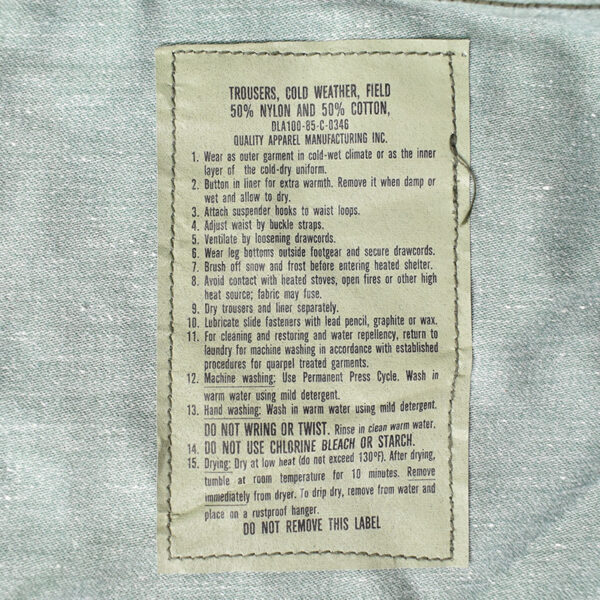 TROUSERS, COLD WEATHER, FIELD
50% NYLON AND 50% COTTON,
DLA100-85-C-0346
QUALITY APPAREL MANUFACTURING INC.
1. Wear as outer garment in cold-wet climate or as the inner
layer of the cold-dry uniform.
2. Button in liner for extra warmth. Remove it when damp or
wet and allow to dry.
3. Attach suspender hooks to waist loops.
4. Adjust waist by buckle straps.
5. Ventilate by loosening drawcords.
6. Wear leg bottoms outside footgear and secure drawcords.
7. Brush off snow and frost before entering heated shelter.
8. Avoid contact with heated stoves, open fires or other high
heat source; fabric may fuse.
9. Dry trousers and liner separately.
10. Lubricate slide fasteners with lead pencil, graphite or wax.
11. For cleaning and restoring and water repellency, return to
laundry for machine washing in accordance with established
procedures for quarpel treated garments.
12. Machine washing: Use Permanent Press Cycle. Wash in
warm water using mild detergent.
13. Hand washing: Wash in warm water using mild detergent.
DO NOT WRING OR TWIST. Rinse in clean warm water.
14. DO NOT USE CHLORINE BLEACH OR STARCH.
15. Drying: Dry at low heat (do not exceed 130°F). After drying,
tumble at room temperature for 10 minutes. Remove
immediately from dryer. To drip dry, remove from water and
place on a rustproof hanger.
DO NOT REMOVE THIS LABEL